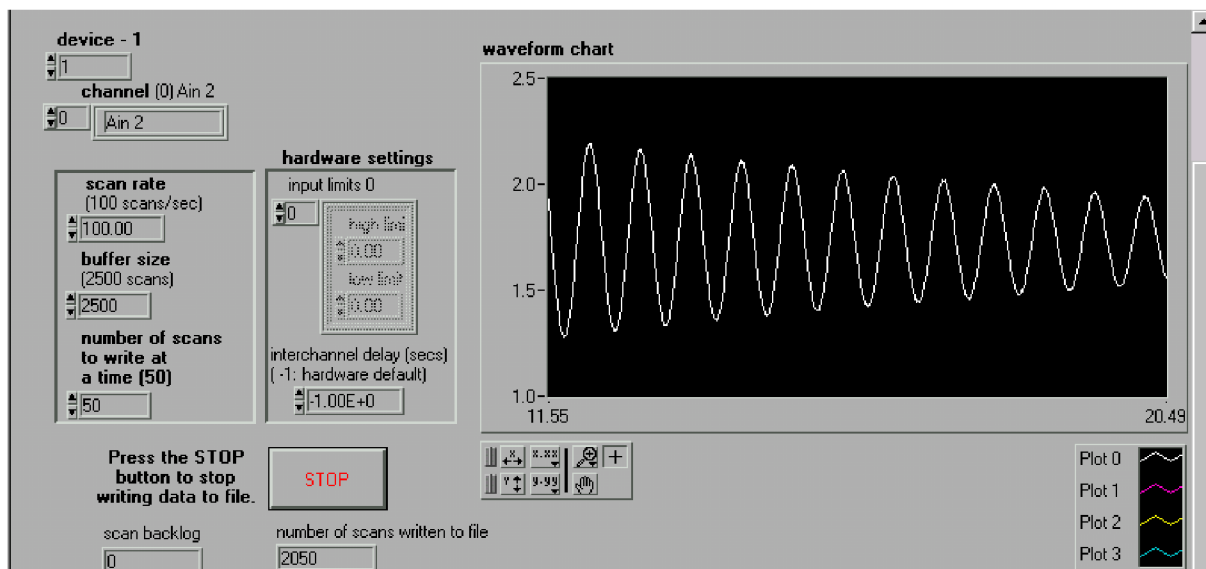 device - 1
1
channel (0) Ain 2
0
Ain 2
scan rate
(100 scans/sec)
100.00
buffer size
(2500 scans)
2500
number of scans
to write at
a time (50)
50
hardware settings
input limits 0
0
high limi
0.00
low limit
0.00
interchannel delay (secs)
( -1: hardware default)
-1.00E+0
Press the STOP
button to stop
writing data to file.
STOP
scan backlog
0
number of scans written to file
2050
waveform chart
2.5-
2.0-
1.5-
1.0-
11.55
20.49
X
x.xx
Y
y.yy
Plot 0
Plot 1
Plot 2
Plot 3